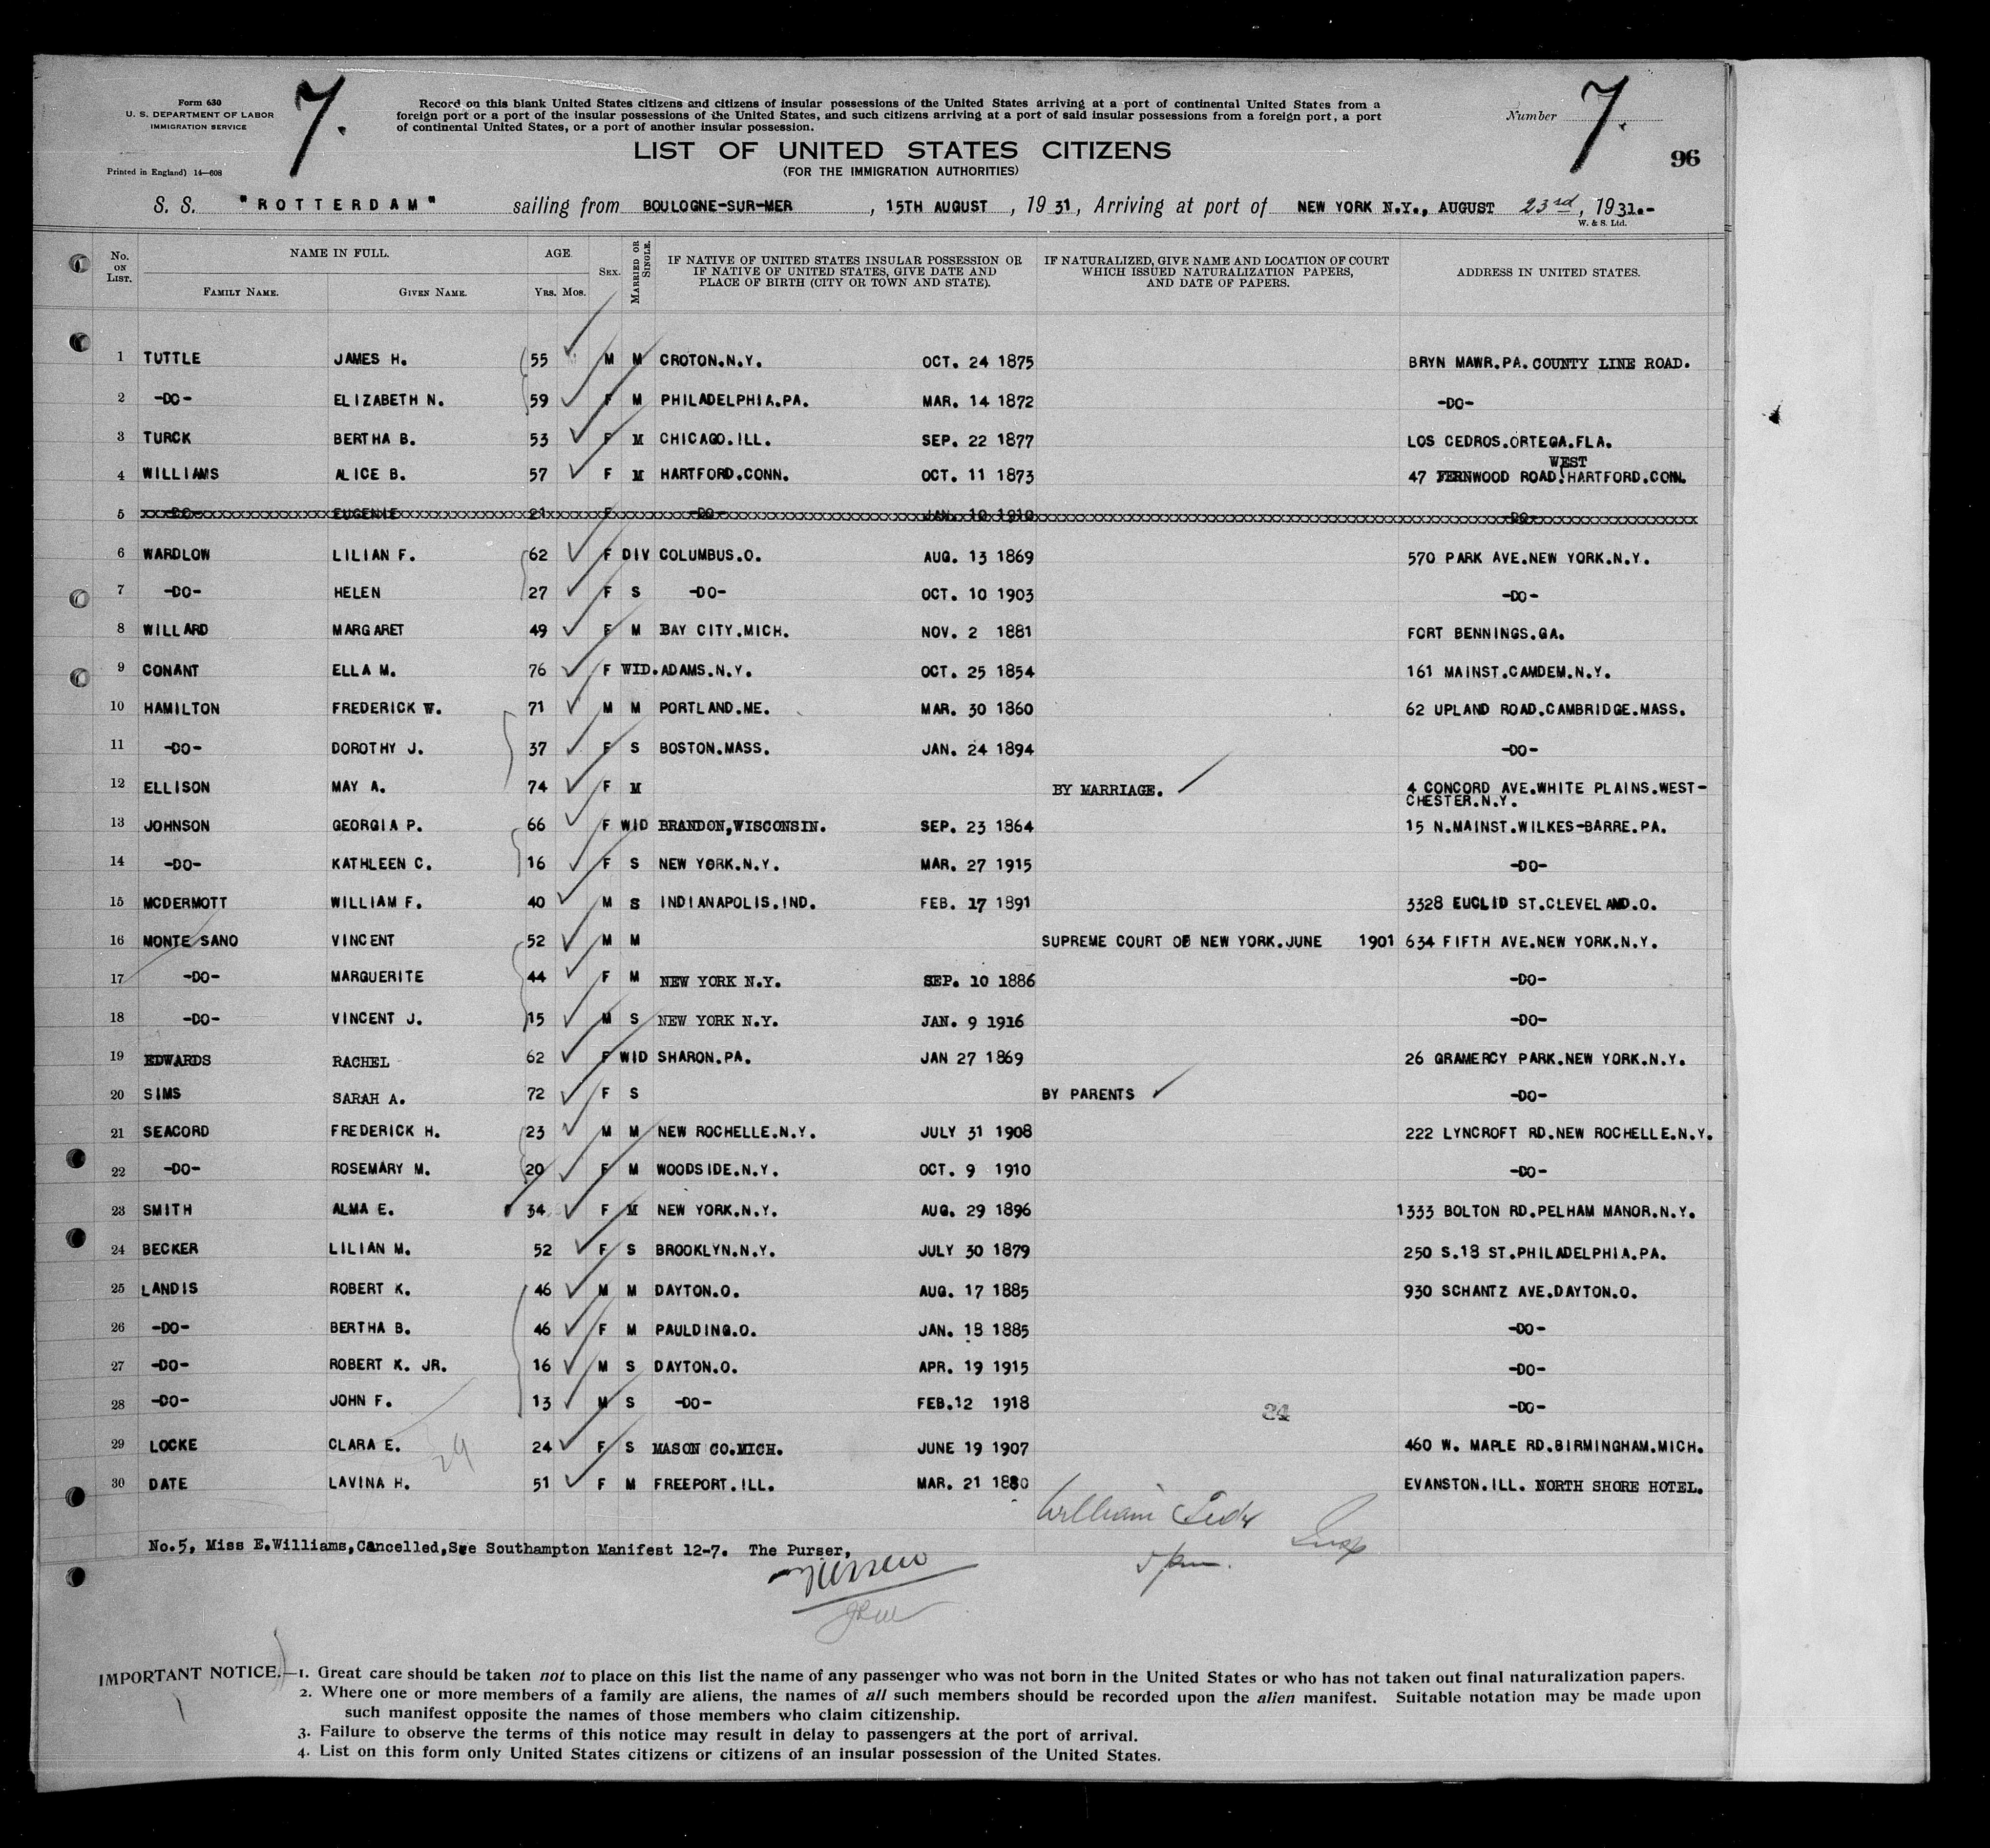 Form 630
U. S. DEPARTMENT OF LABOR
IMMIGRATION SERVICE
Printed in England) 14—608
7.
Record on this blank United States citizens and citizens of insular possessions of the United States arriving at a port of continental United States from a
foreign port or a port of the insular possessions of the United States, and such citizens arriving at a port of said insular possessions from a foreign port, a port
of continental United States, or a port of another insular possession.
Number 7.
96
LIST OF UNITED STATES CITIZENS
(FOR THE IMMIGRATION AUTHORITIES)
S. S. "ROTTERDAM" sailing from BOULOGNE-SUR-MER, 15TH AUGUST, 1931, Arriving at port of NEW YORK N.Y., AUGUST 23rd, 1931.-
W. & S. Ltd.
No. ON LIST. NAME IN FULL. FAMILY NAME. GIVEN NAME. AGE Yrs. Mos. SEX. MARRIED OR SINGLE. IF NATIVE OF UNITED STATES INSULAR POSSESSION OR IF NATIVE OF UNITED STATES, GIVE DATE AND PLACE OF BIRTH (CITY OR TOWN AND STATE). IF NATURALIZED, GIVE NAME AND LOCATION OF COURT WHICH ISSUED NATURALIZATION PAPERS, AND DATE OF PAPERS. ADDRESS IN UNITED STATES.
1 TUTTLE JAMES H. 55 M M CROTON.N.Y. OCT. 24 1875 BRYN MAWR.PA. COUNTY LINE ROAD.
2 -DO- ELIZABETH N. 59 F M PHILADELPHIA.PA. MAR. 14 1872 -DO-
3 TURCK BERTHA B. 53 F M CHICAGO.ILL. SEP. 22 1877 LOS CEDROS.ORTEGA.FLA.
4 WILLIAMS ALICE B. 57 F M HARTFORD.CONN. OCT. 11 1873 47 FERNWOOD ROAD. WEST HARTFORD.CONN.
5 -DO- EUGENIE 21 F -DO- JAN. 10 1910 -DO-
6 WARDLOW LILIAN F. 62 F DIV COLUMBUS.O. AUG. 13 1869 570 PARK AVE.NEW YORK.N.Y.
7 -DO- HELEN 27 F S -DO- OCT. 10 1903 -DO-
8 WILLARD MARGARET 49 F M BAY CITY.MICH. NOV. 2 1881 FORT BENNINGS.GA.
9 CONANT ELLA M. 76 F WID. ADAMS.N.Y. OCT. 25 1854 161 MAINST.CAMDEM.N.Y.
10 HAMILTON FREDERICK W. 71 M M PORTLAND.ME. MAR. 30 1860 62 UPLAND ROAD.CAMBRIDGE.MASS.
11 -DO- DOROTHY J. 37 F S BOSTON.MASS. JAN. 24 1894 -DO-
12 ELLISON MAY A. 74 F M BY MARRIAGE. 4 CONCORD AVE.WHITE PLAINS.WEST-
CHESTER.N.Y.
13 JOHNSON GEORGIA P. 66 F WID BRANDON,WISCONSIN. SEP. 23 1864 15 N.MAINST.WILKES-BARRE.PA.
14 -DO- KATHLEEN C. 16 F S NEW YORK.N.Y. MAR. 27 1915 -DO-
15 MCDERMOTT WILLIAM F. 40 M S INDIANAPOLIS.IND. FEB. 17 1891 3328 EUCLID ST.CLEVELAND.O.
16 MONTE SANO VINCENT 52 M M SUPREME COURT OF NEW YORK.JUNE 1901 634 FIFTH AVE.NEW YORK.N.Y.
17 -DO- MARGUERITE 44 F M NEW YORK N.Y. SEP. 10 1886 -DO-
18 -DO- VINCENT J. 15 M S NEW YORK N.Y. JAN. 9 1916 -DO-
19 EDWARDS RACHEL 62 F WID SHARON.PA. JAN 27 1869 26 GRAMERCY PARK.NEW YORK.N.Y.
20 SIMS SARAH A. 72 F S BY PARENTS -DO-
21 SEACORD FREDERICK H. 23 M M NEW ROCHELLE.N.Y. JULY 31 1908 222 LYNCROFT RD.NEW ROCHELLE.N.Y.
22 -DO- ROSEMARY M. 20 F M WOODSIDE.N.Y. OCT. 9 1910 -DO-
23 SMITH ALMA E. 34 F M NEW YORK.N.Y. AUG. 29 1896 1333 BOLTON RD.PELHAM MANOR.N.Y.
24 BECKER LILIAN M. 52 F S BROOKLYN.N.Y. JULY 30 1879 250 S.18 ST.PHILADELPHIA.PA.
25 LANDIS ROBERT K. 46 M M DAYTON.O. AUG. 17 1885 930 SCHANTZ AVE.DAYTON.O.
26 -DO- BERTHA B. 46 F M PAULDING.O. JAN. 18 1885 -DO-
27 -DO- ROBERT K. JR. 16 M S DAYTON.O. APR. 19 1915 -DO-
28 -DO- JOHN F. 13 M S -DO- FEB.12 1918 -DO-
24
29 LOCKE CLARA E. 24 F S MASON CO.MICH. JUNE 19 1907 460 W. MAPLE RD.BIRMINGHAM.MICH.
29
30 DATE LAVINA H. 51 F M FREEPORT.ILL. MAR. 21 1880 EVANSTON.ILL. NORTH SHORE HOTEL.
William Insp
No.5, Miss E.Williams,Cancelled,See Southampton Manifest 12-7. The Purser,
IMPORTANT NOTICE.—1. Great care should be taken not to place on this list the name of any passenger who was not born in the United States or who has not taken out final naturalization papers.
2. Where one or more members of a family are aliens, the names of all such members should be recorded upon the alien manifest. Suitable notation may be made upon
such manifest opposite the names of those members who claim citizenship.
3. Failure to observe the terms of this notice may result in delay to passengers at the port of arrival.
4. List on this form only United States citizens or citizens of an insular possession of the United States.